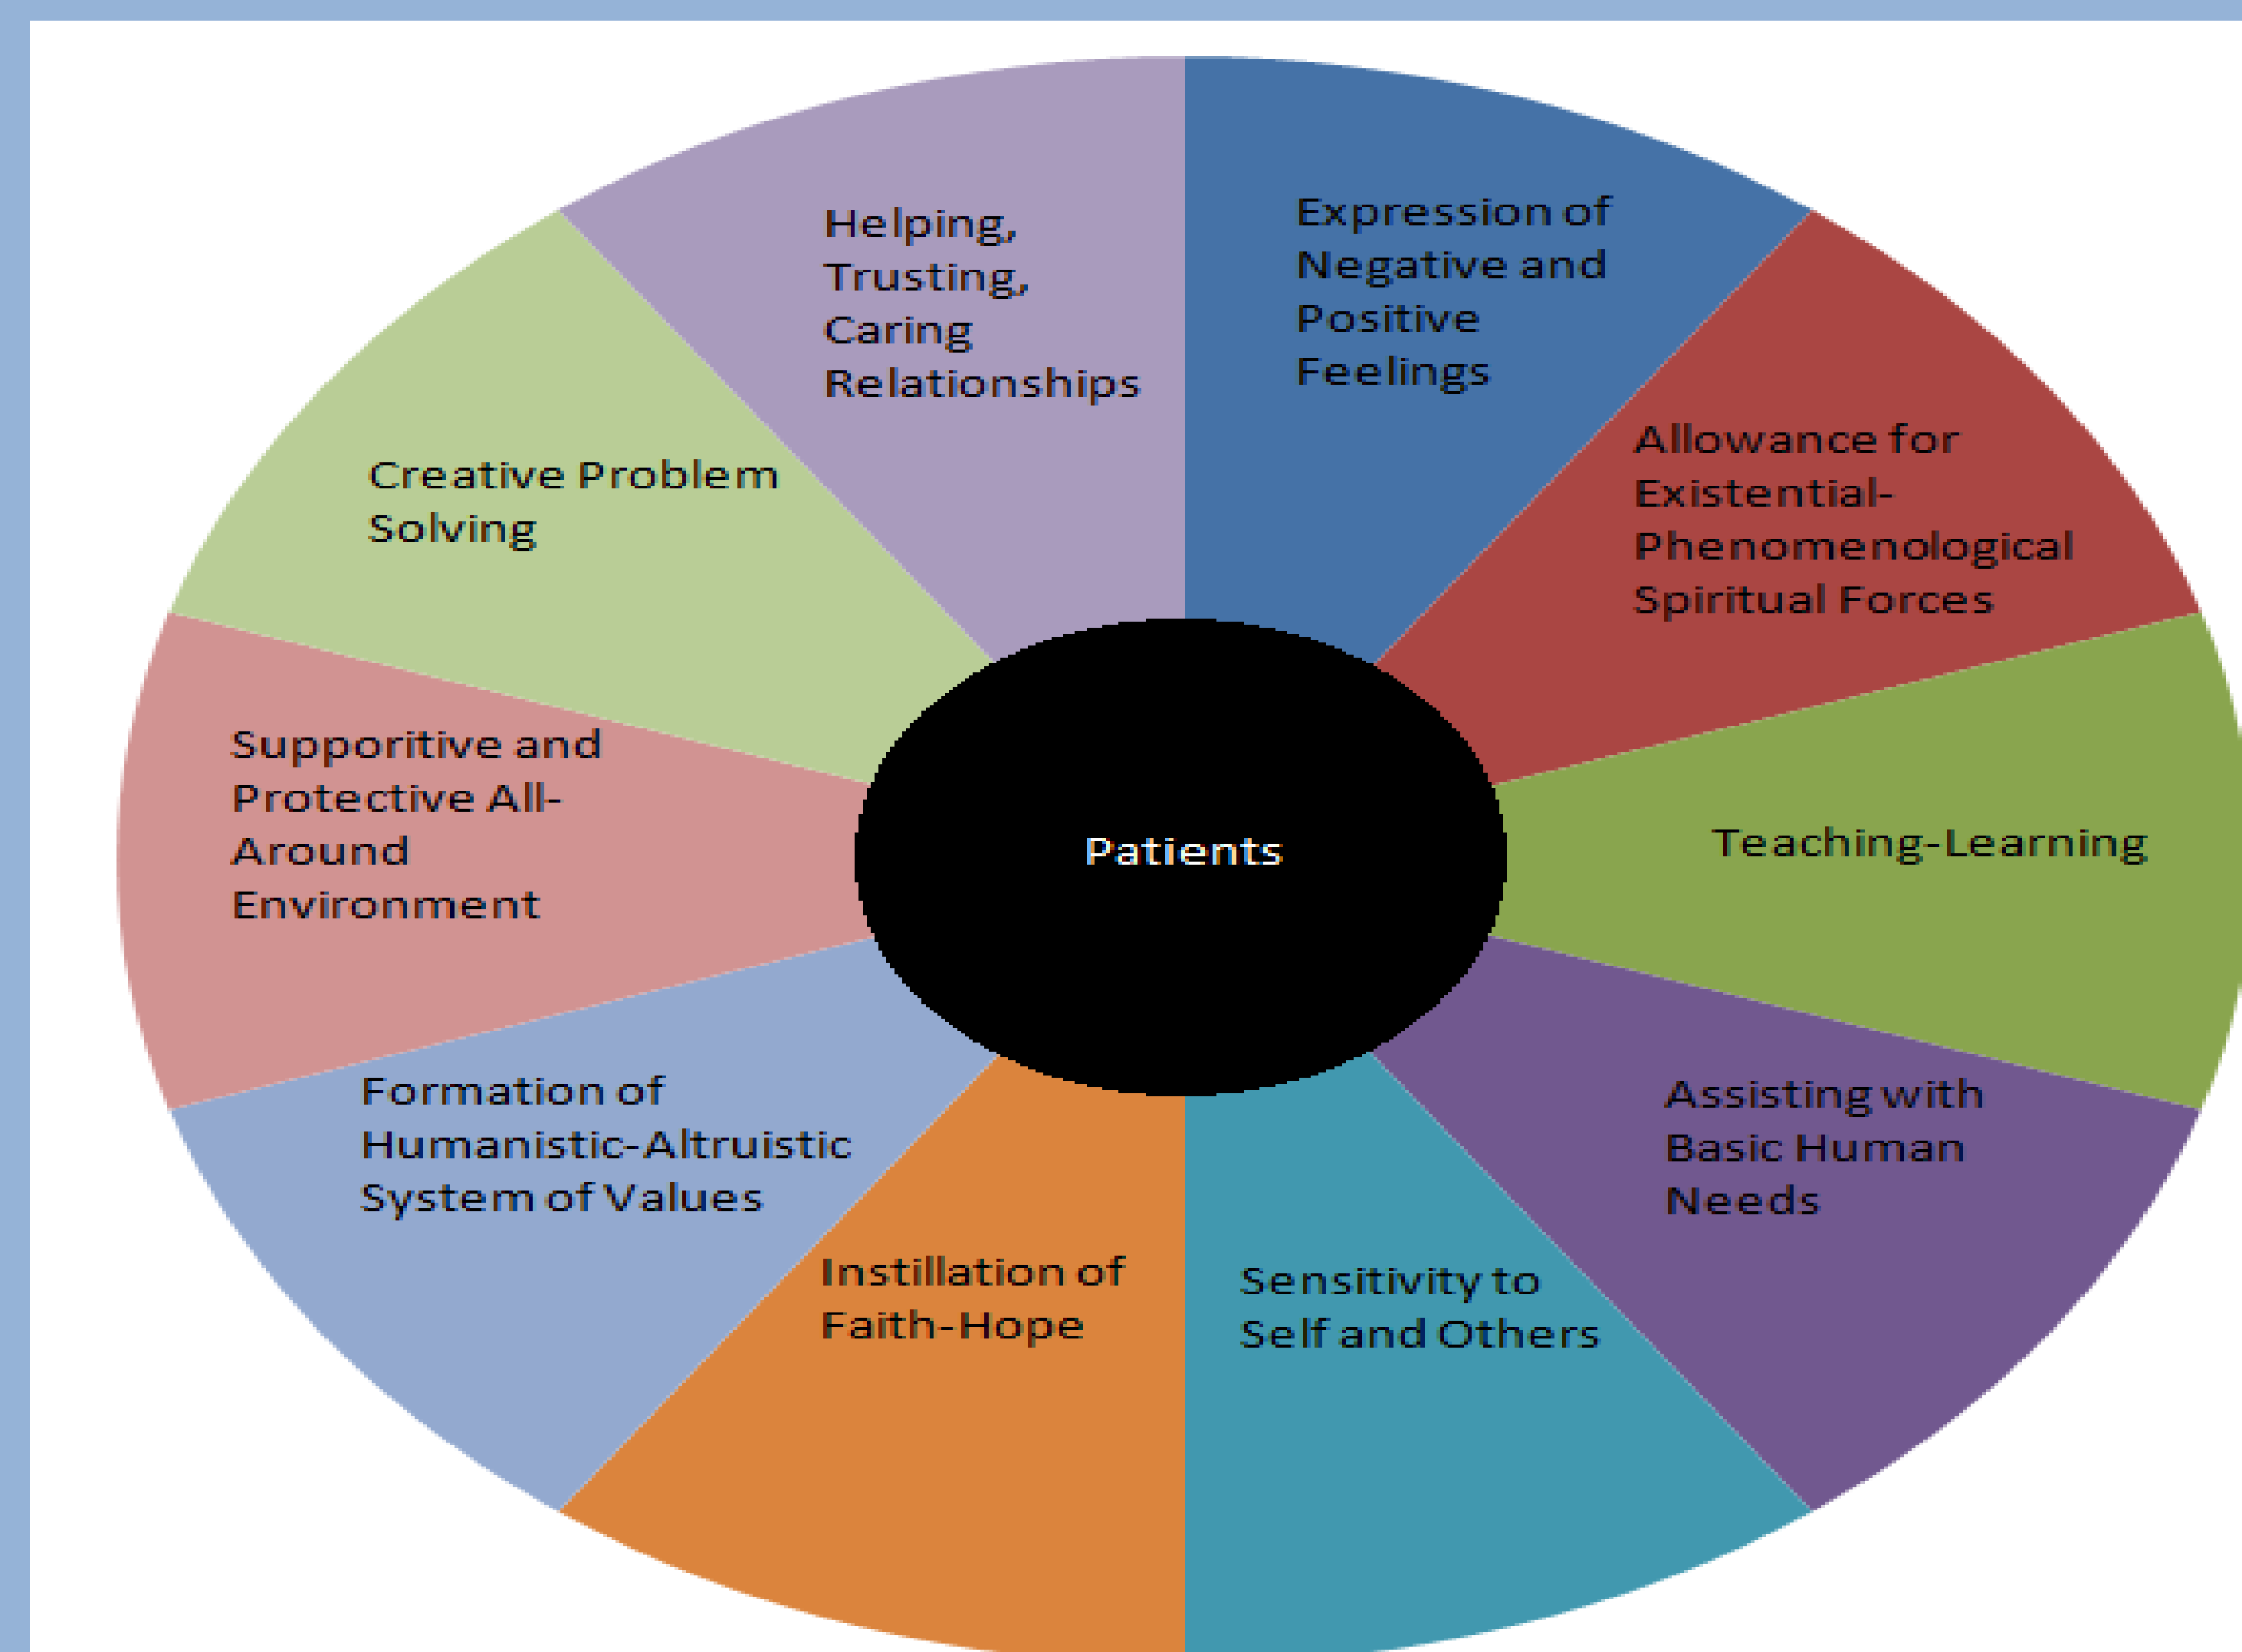 Expression of
Negative and
Positive
Feelings
Allowance for
Existential-
Phenomenological
Spiritual Forces
Teaching-Learning
Assisting with
Basic Human
Needs
Sensitivity to
Self and Others
Instillation of
Faith-Hope
Formation of
Humanistic-Altruistic
System of Values
Supporitive and
Protective All-
Around
Environment
Creative Problem
Solving
Helping,
Trusting,
Caring
Relationships
Patients